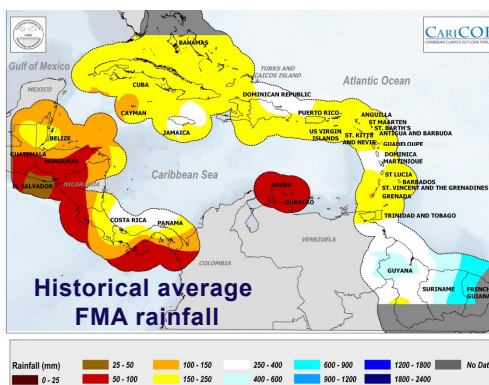 CARICOF
CARIBBEAN CLIMATE OUTLOOK FORUM
BAHAMAS
Gulf of Mexico
TURKS AND
CAICOS ISLAND
Atlantic Ocean
CUBA
MEXICO
DOMINICAN REPUBLIC
CAYMAN
PUERTO RICO
ANGUILLA
ST MAARTEN
ST. BARTH'S
JAMAICA
US VIRGIN
ISLANDS
ST. KITTS
AND NEVIS
ANTIGUA AND BARBUDA
GUADELOUPE
BELIZE
DOMINICA
MARTINIQUE
GUATEMALA
HONDURAS
Caribbean Sea
ST LUCIA
BARBADOS
ST. VINCENT AND THE GRENADINES
EL SALVADOR
NICARAGUA
ARUBA
CURACAO
GRENADA
COSTA RICA
PANAMA
TRINIDAD AND TOBAGO
VENEZUELA
COLOMBIA
GUYANA
SURINAME
FRENCH
GUIANA
Historical average
FMA rainfall
Rainfall (mm)
25 - 50
100 - 150
250 - 400
600 - 900
1200 - 1800
No Dat
0 - 25
50 - 100
150 - 250
400 - 600
900 - 1200
1800 - 2400